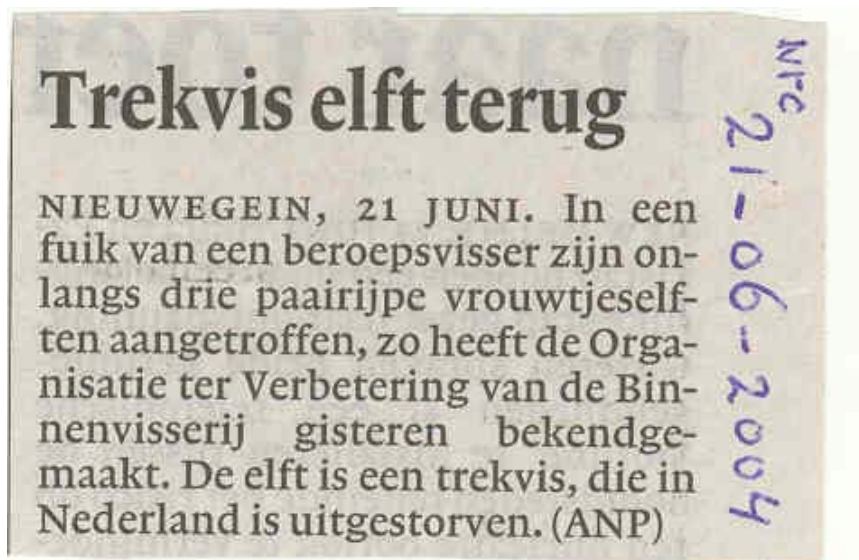 Trekvis elft terug
NIEUWEGEIN, 21 JUNI. In een
fuik van een beroepsvisser zijn on-
langs drie paairijpe vrouwtjeself-
ten aangetroffen, zo heeft de Orga-
nisatie ter Verbetering van de Bin-
nenvisserij gisteren bekendge-
maakt. De elft is een trekvis, die in
Nederland is uitgestorven. (ANP)
NrC
21-06-2004